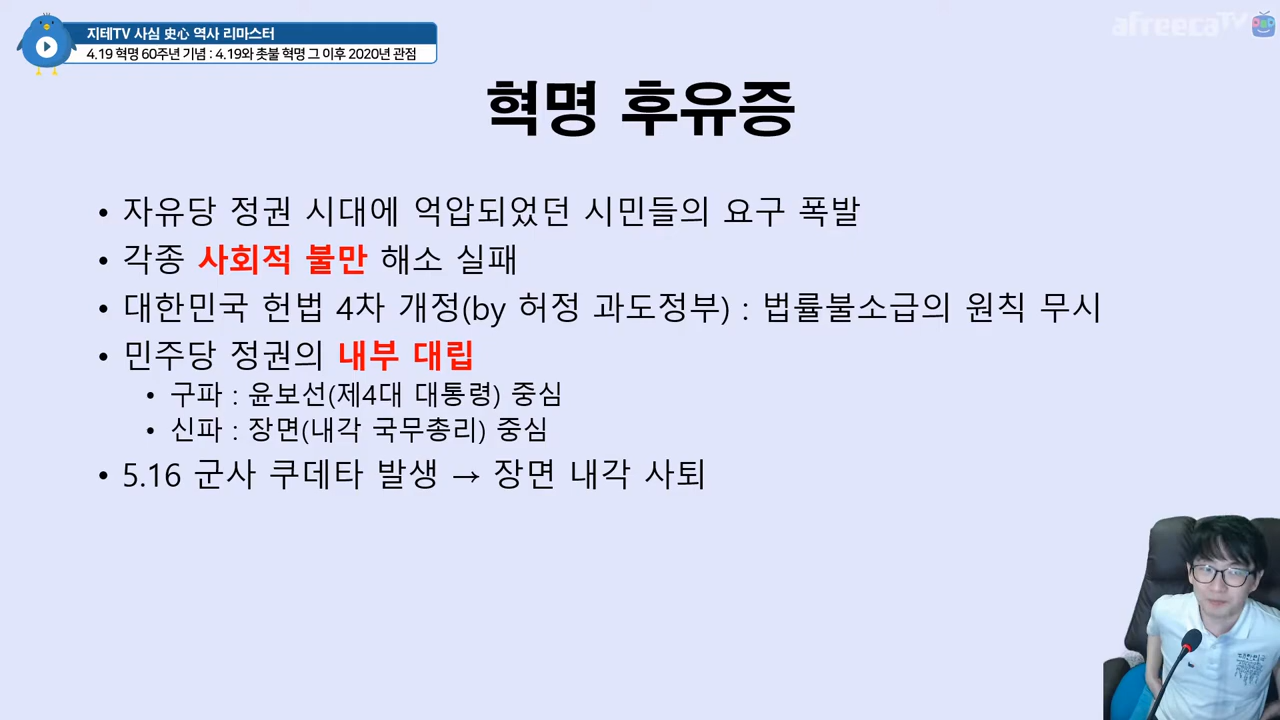 지테TV 사심 史心 역사 리마스터
4.19 혁명 60주년 기념 : 4.19와 촛불 혁명 그 이후 2020년 관점
afreecaTV
혁명 후유증
• 자유당 정권 시대에 억압되었던 시민들의 요구 폭발
• 각종 사회적 불만 해소 실패
• 대한민국 헌법 4차 개정(by 허정 과도정부) : 법률불소급의 원칙 무시
• 민주당 정권의 내부 대립
• 구파 : 윤보선(제4대 대통령) 중심
• 신파 : 장면(내각 국무총리) 중심
• 5.16 군사 쿠데타 발생 → 장면 내각 사퇴